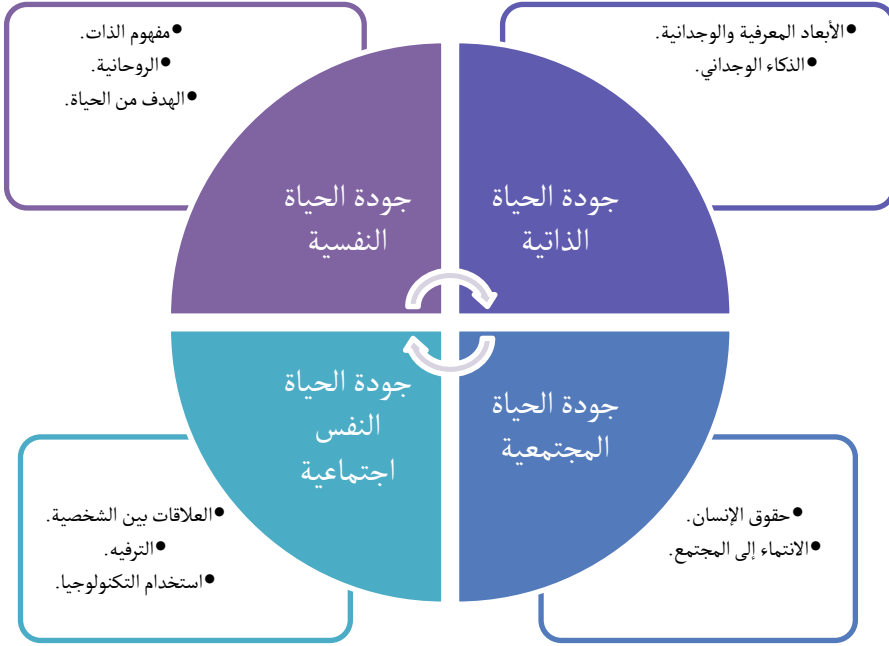 ●الأبعاد المعرفية والوجدانية.
●الذكاء الوجداني.
●مفهوم الذات.
●الروحانية.
●الهدف من الحياة.
جودة الحياة
الذاتية
جودة الحياة
النفسية
جودة الحياة
المجتمعية
جودة الحياة
النفس
اجتماعية
●حقوق الإنسان.
●الانتماء إلى المجتمع.
●العلاقات بين الشخصية.
●الترفيه.
●استخدام التكنولوجيا.